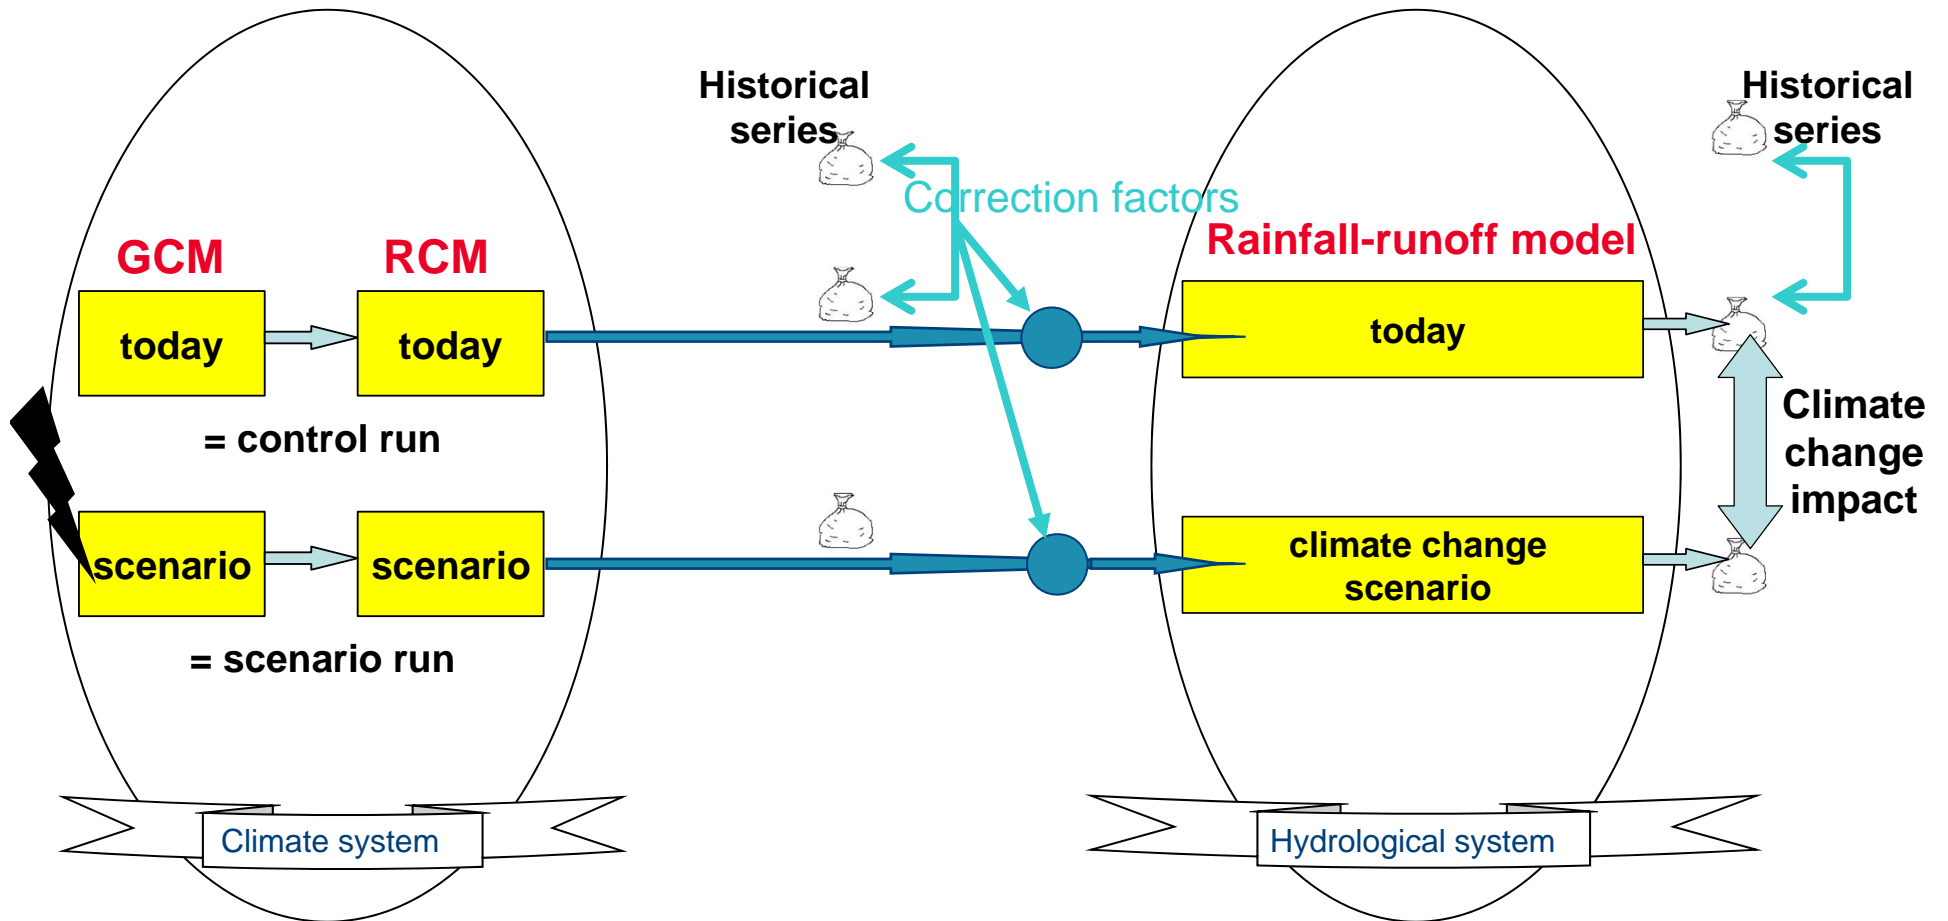 Historical
series
Historical
series
Correction factors
GCM
RCM
Rainfall-runoff model
today
today
today
= control run
Climate
change
impact
scenario
scenario
climate change
scenario
= scenario run
Climate system
Hydrological system